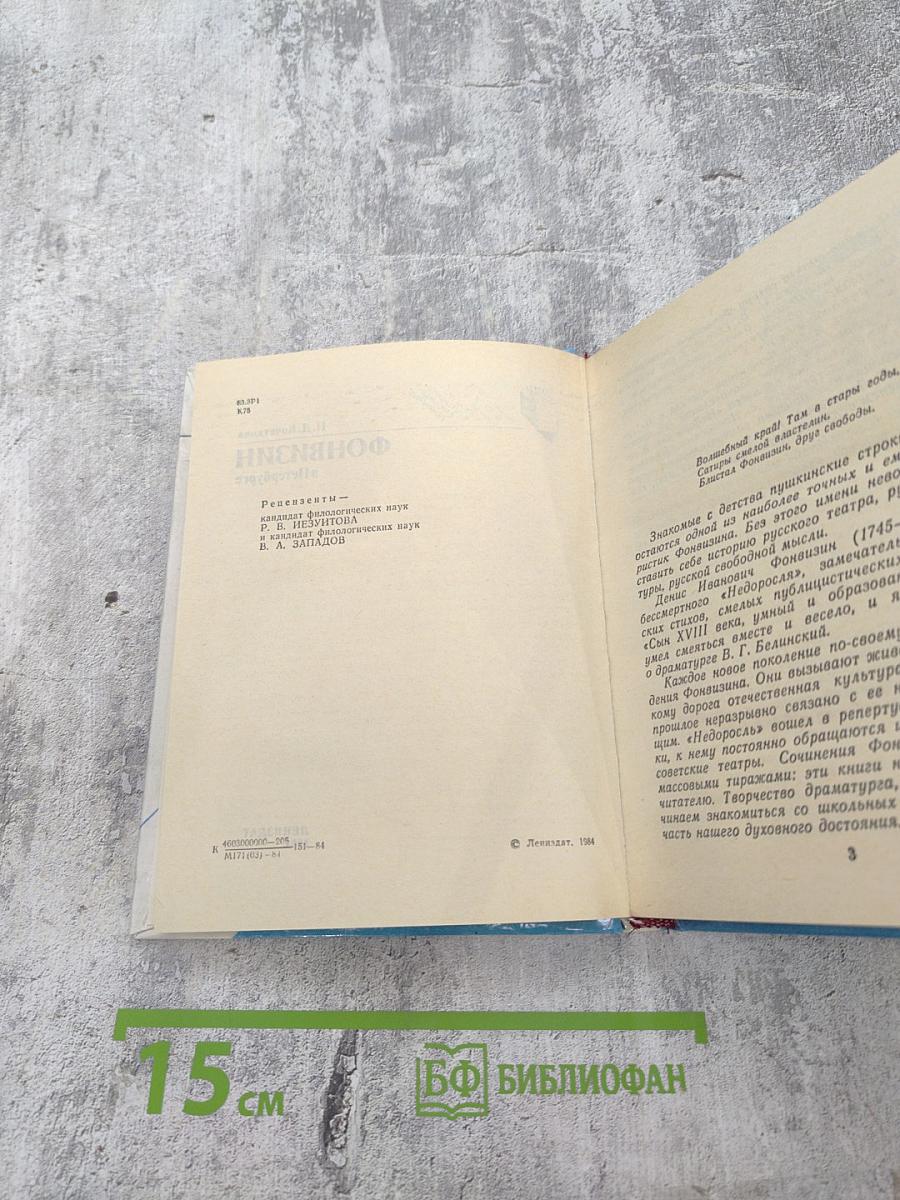 83.3Р1
К75
Рецензенты —
кандидат филологических наук
Р. В. ИЕЗУИТОВА
и кандидат филологических наук
В. А. ЗАПАДОВ
К 4603000000—205 151—84
М171(03)—84
© Лениздат, 1984
Волшебный край! Там в стары годы,
Сатиры смелой властелин,
Блистал Фонвизин, друг свободы.
Знакомые с детства пушкинские строки
остаются одной из наиболее точных и ем
ристик Фонвизина. Без этого имени нево
ставить себе историю русского театра, ру
туры, русской свободной мысли.
Денис Иванович Фонвизин (1745—
бессмертного «Недоросля», замечатель
ских стихов, смелых публицистических
«Сын XVIII века, умный и образован
умел смеяться вместе и весело, и я
о драматурге В. Г. Белинский.
Каждое новое поколение по-своему
дения Фонвизина. Они вызывают жив
кому дорога отечественная культура
прошлое неразрывно связано с ее н
щим. «Недоросль» вошел в реперту
ки, к нему постоянно обращаются и
советские театры. Сочинения Фон
массовыми тиражами: эти книги н
читателю. Творчество драматурга,
чинаем знакомиться со школьных
часть нашего духовного достояния.
3
15 см
БФ БИБЛИОФАН